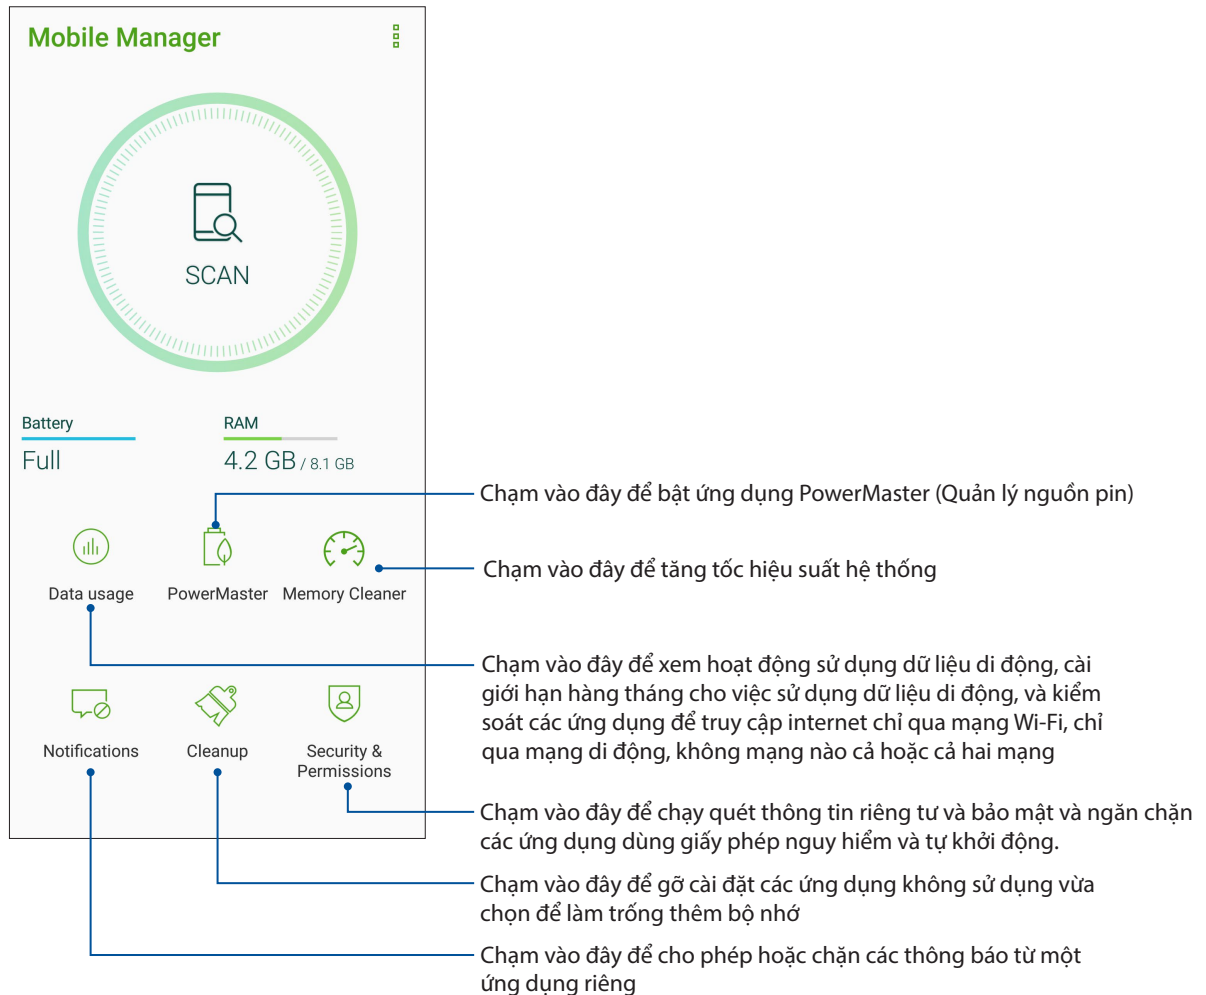 Mobile Manager
SCAN
Battery
RAM
Full
4.2 GB / 8.1 GB
Chạm vào đây để bật ứng dụng PowerMaster (Quản lý nguồn pin)
Chạm vào đây để tăng tốc hiệu suất hệ thống
Data usage
PowerMaster
Memory Cleaner
Chạm vào đây để xem hoạt động sử dụng dữ liệu di động, cài
giới hạn hàng tháng cho việc sử dụng dữ liệu di động, và kiểm
soát các ứng dụng để truy cập internet chỉ qua mạng Wi-Fi, chỉ
qua mạng di động, không mạng nào cả hoặc cả hai mạng
Notifications
Cleanup
Security &
Permissions
Chạm vào đây để chạy quét thông tin riêng tư và bảo mật và ngăn chặn
các ứng dụng dùng giấy phép nguy hiểm và tự khởi động.
Chạm vào đây để gỡ cài đặt các ứng dụng không sử dụng vừa
chọn để làm trống thêm bộ nhớ
Chạm vào đây để cho phép hoặc chặn các thông báo từ một
ứng dụng riêng